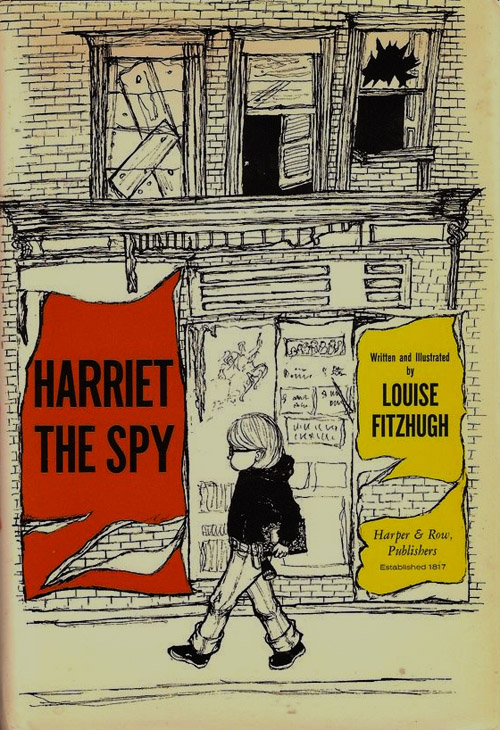 HARRIET
THE SPY
Written and Illustrated
by
LOUISE
FITZHUGH
Harper & Row,
Publishers
Established 1817